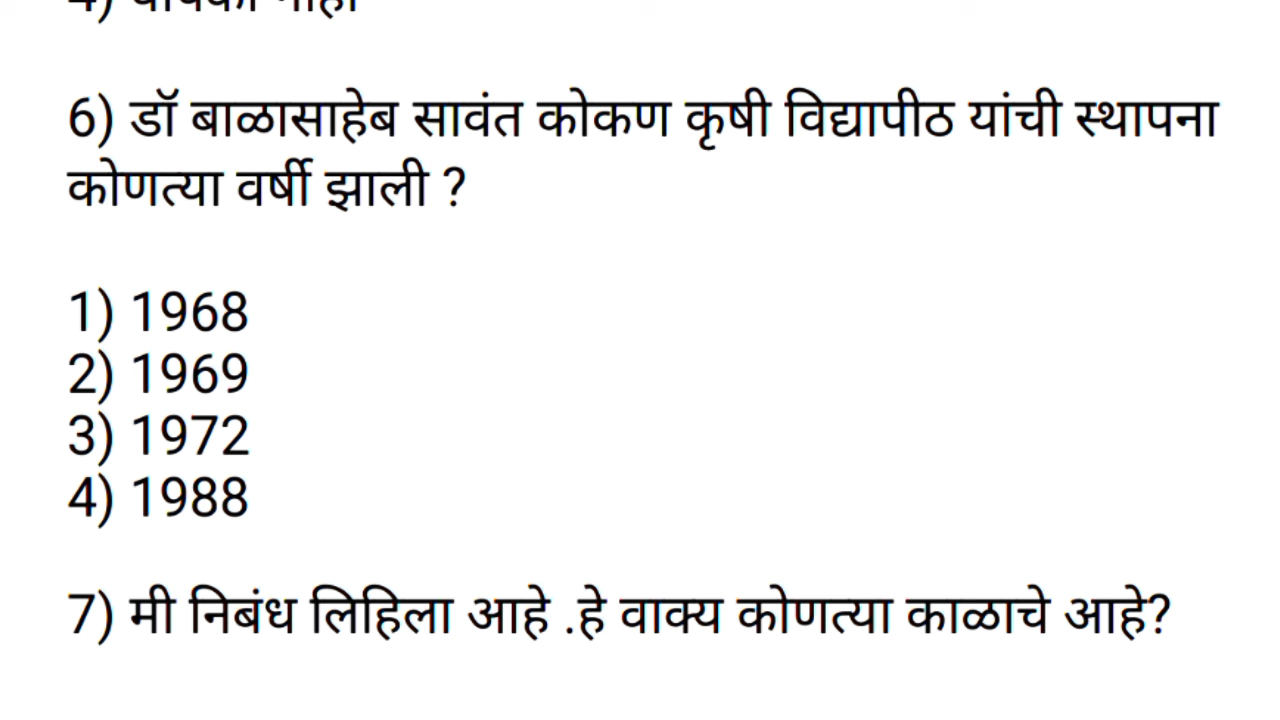 6) डॉ बाळासाहेब सावंत कोकण कृषी विद्यापीठ यांची स्थापना
कोणत्या वर्षी झाली ?
1) 1968
2) 1969
3) 1972
4) 1988
7) मी निबंध लिहिला आहे .हे वाक्य कोणत्या काळाचे आहे?